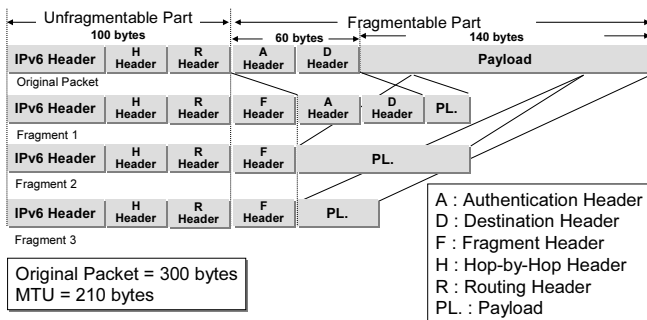 Unfragmentable Part
Fragmentable Part
100 bytes
60 bytes
140 bytes
IPv6 Header
H Header
R Header
A Header
D Header
Payload
Original Packet
IPv6 Header
H Header
R Header
F Header
A Header
D Header
PL.
Fragment 1
IPv6 Header
H Header
R Header
F Header
PL.
Fragment 2
IPv6 Header
H Header
R Header
F Header
PL.
Fragment 3
Original Packet = 300 bytes
MTU = 210 bytes
A : Authentication Header
D : Destination Header
F : Fragment Header
H : Hop-by-Hop Header
R : Routing Header
PL. : Payload